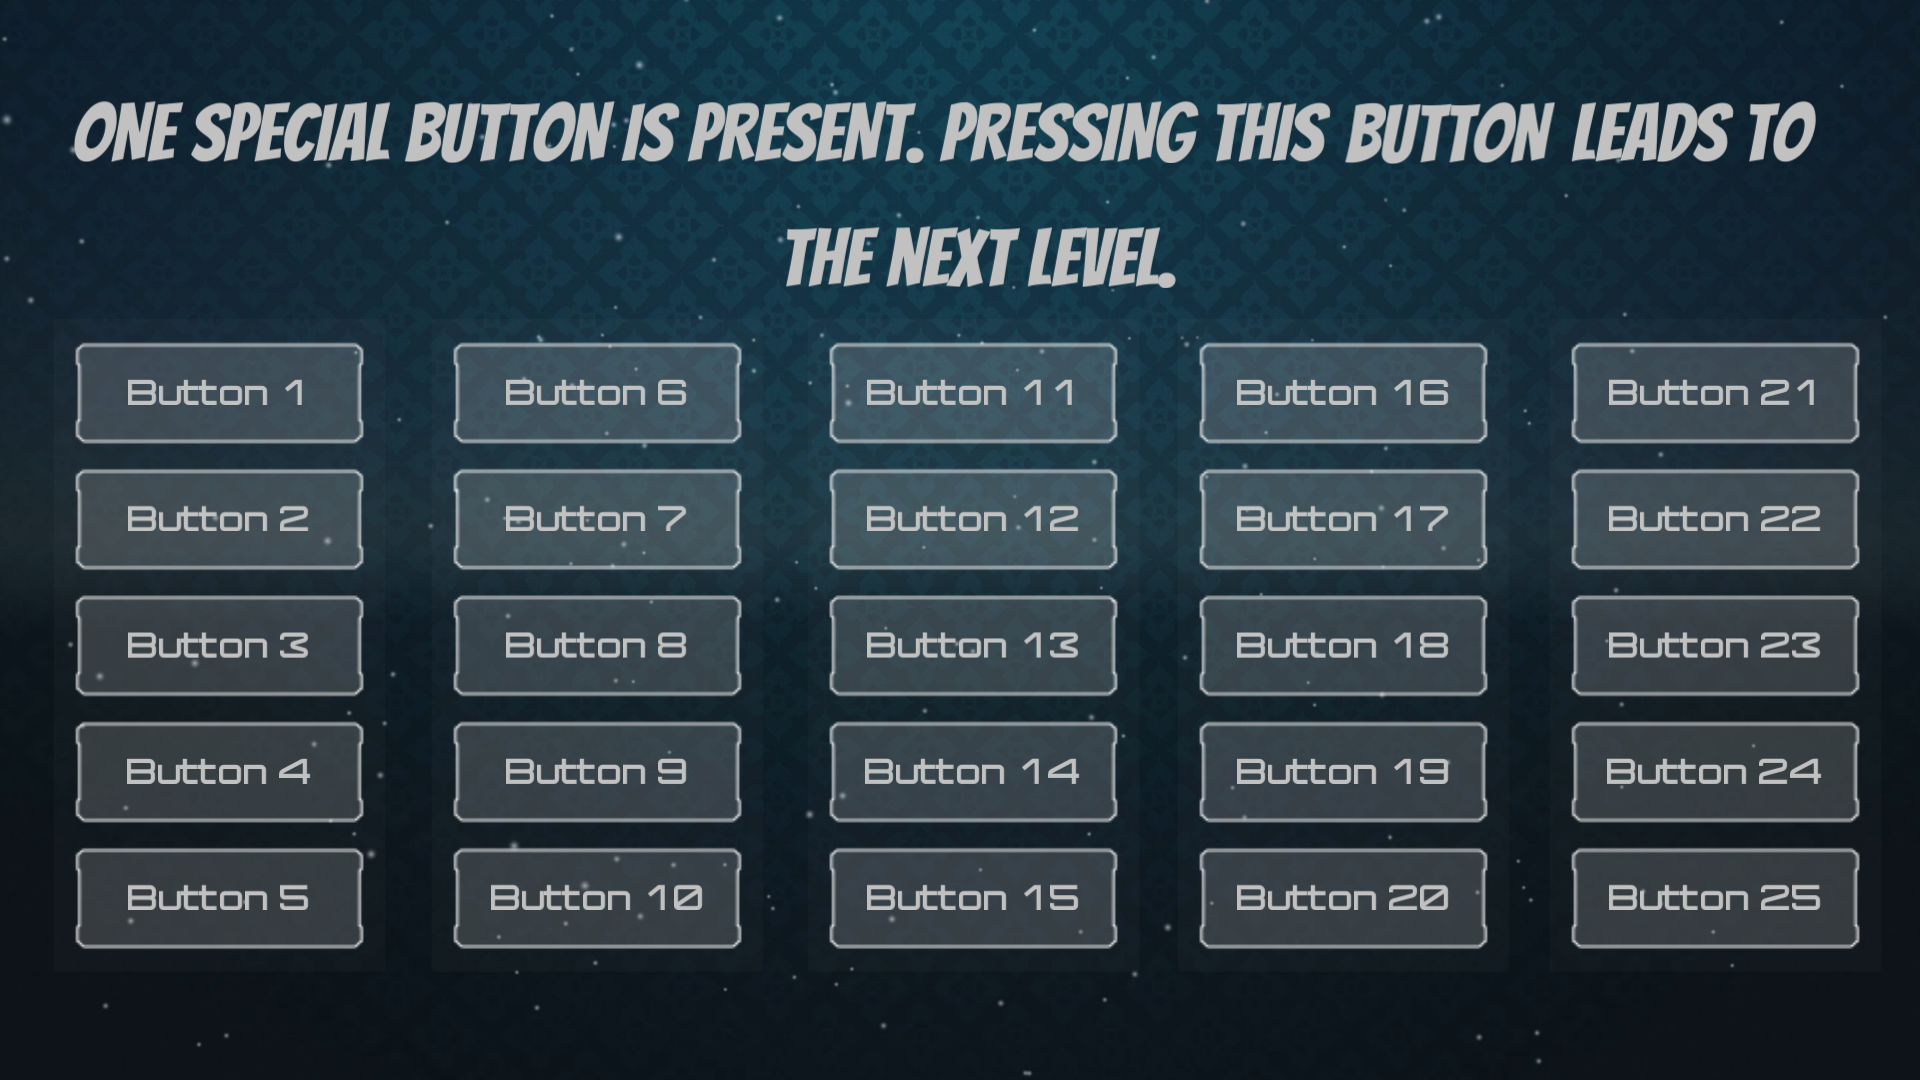 ONE SPECIAL BUTTON IS PRESENT. PRESSING THIS BUTTON LEADS TO
THE NEXT LEVEL.
Button 1
Button 6
Button 11
Button 16
Button 21
Button 2
Button 7
Button 12
Button 17
Button 22
Button 3
Button 8
Button 13
Button 18
Button 23
Button 4
Button 9
Button 14
Button 19
Button 24
Button 5
Button 10
Button 15
Button 20
Button 25